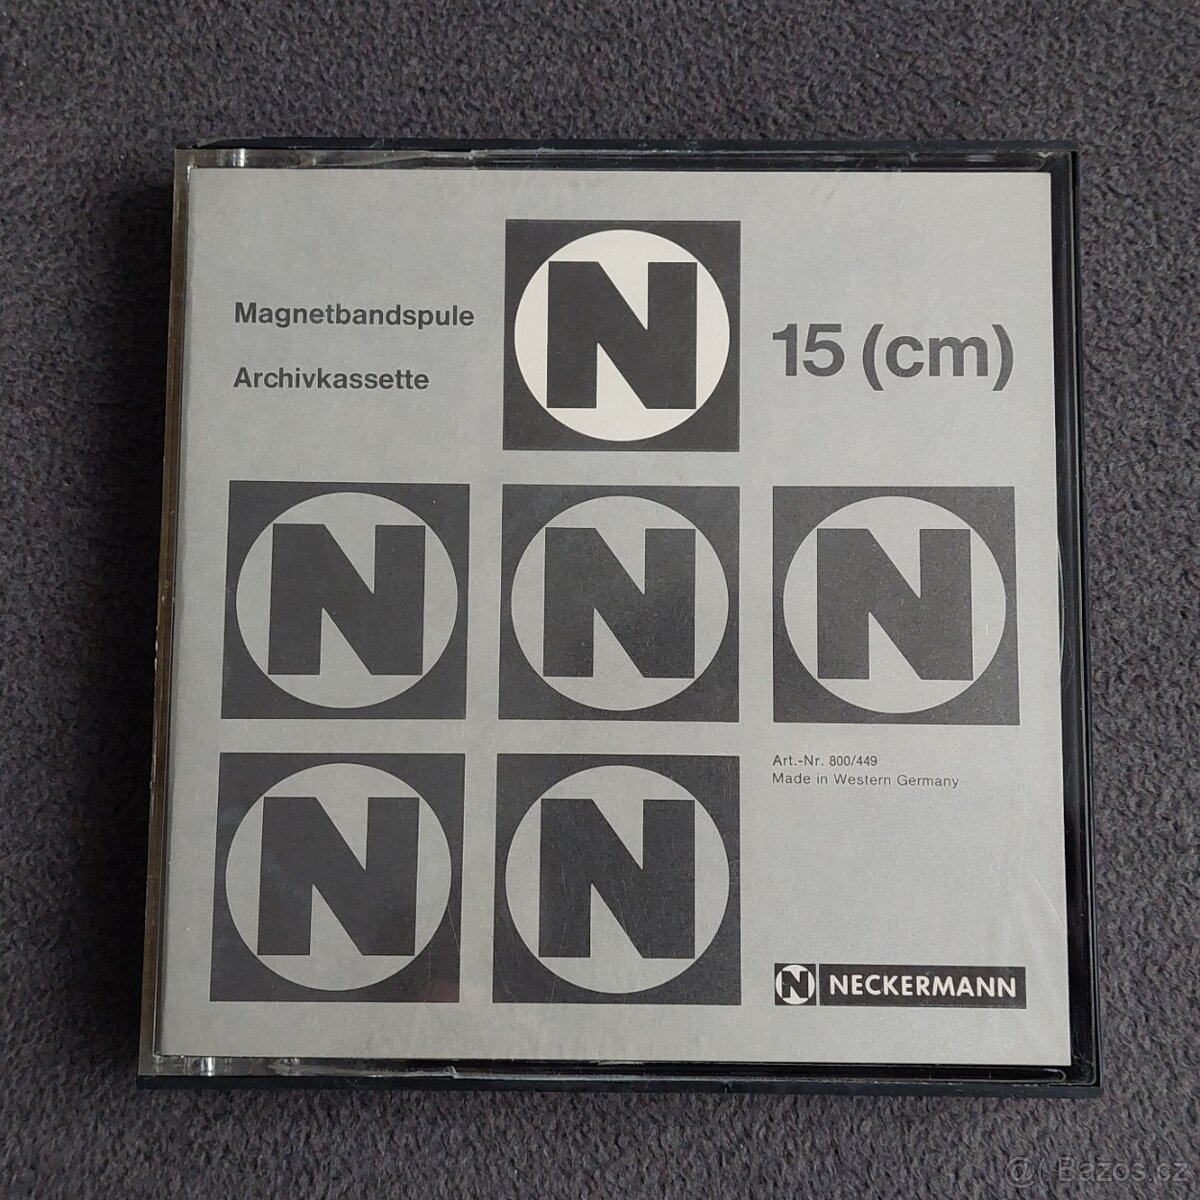 Magnetbandspule
Archivkassette
N
15 (cm)
N N N
N N
Art.-Nr. 800/449
Made in Western Germany
N NECKERMANN
@ Bazos.cz